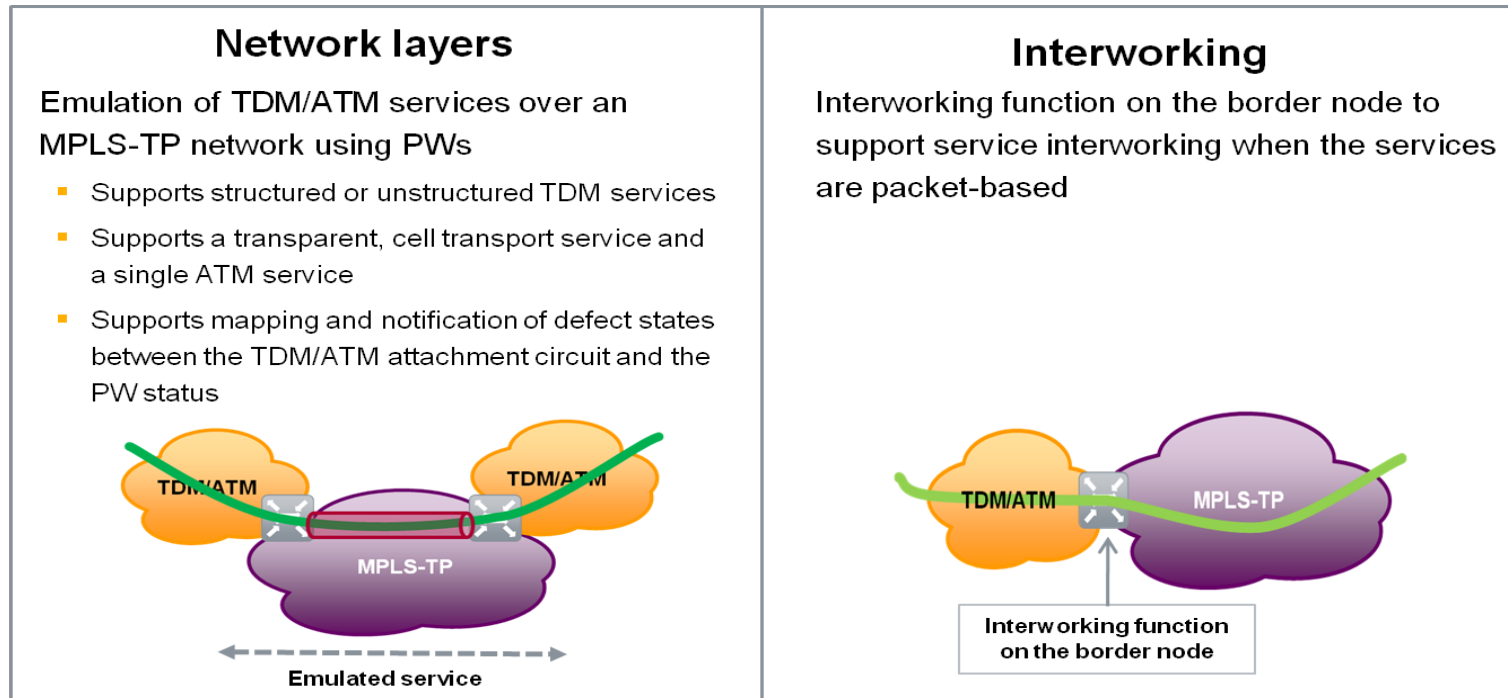 Network layers
Emulation of TDM/ATM services over an
MPLS-TP network using PWs
Supports structured or unstructured TDM services
Supports a transparent, cell transport service and
a single ATM service
Supports mapping and notification of defect states
between the TDM/ATM attachment circuit and the
PW status
TDM/ATM
TDM/ATM
MPLS-TP
Emulated service
Interworking
Interworking function on the border node to
support service interworking when the services
are packet-based
TDM/ATM
MPLS-TP
Interworking function
on the border node